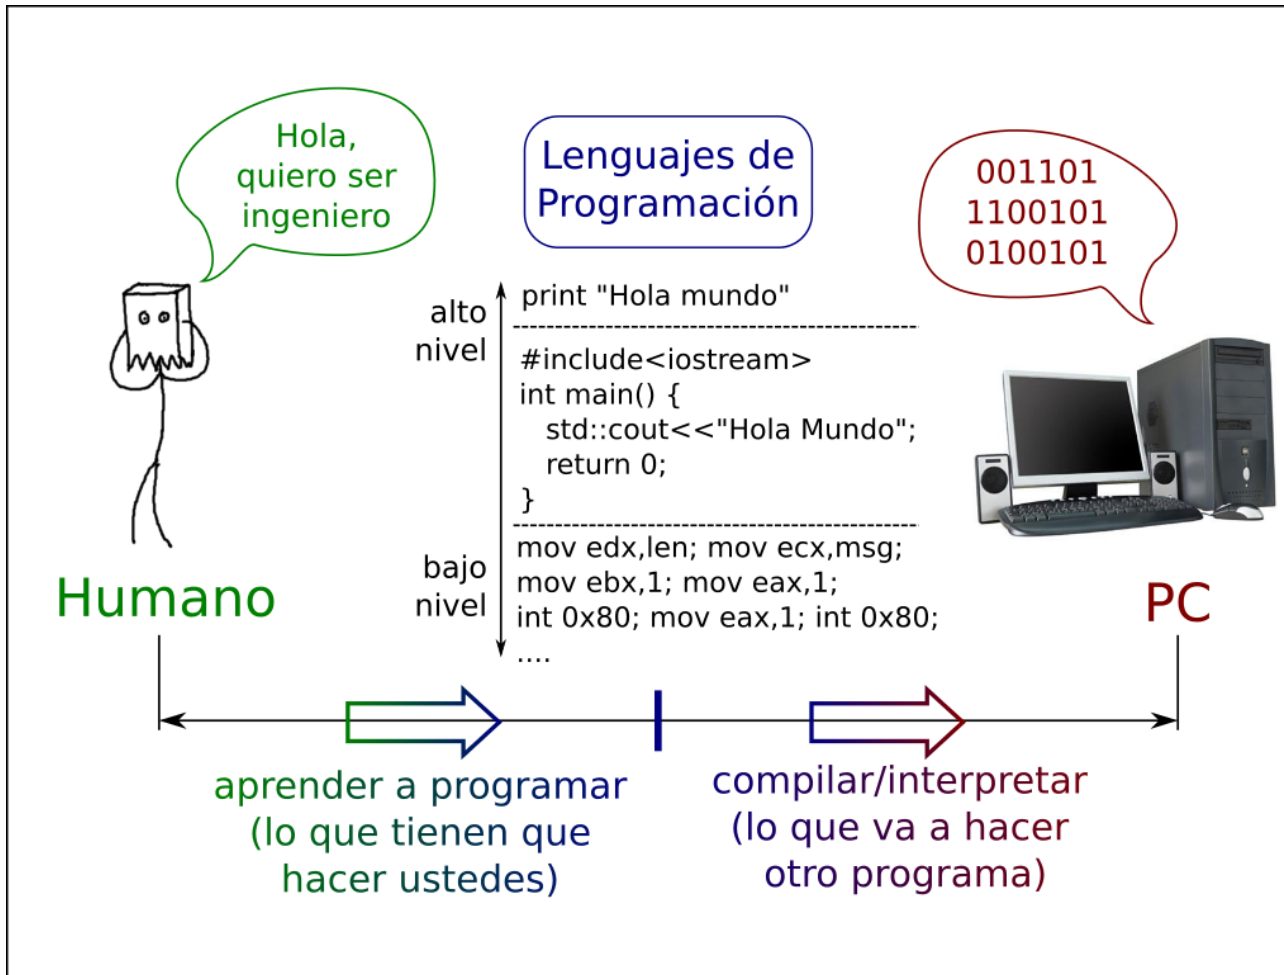 Hola,
quiero ser
ingeniero
Lenguajes de
Programación
001101
1100101
0100101
alto
nivel
print "Hola mundo"
#include<iostream>
int main() {
std::cout<<"Hola Mundo";
return 0;
}
bajo
nivel
mov edx,len; mov ecx,msg;
mov ebx,1; mov eax,1;
int 0x80; mov eax,1; int 0x80;
....
Humano
PC
aprender a programar
(lo que tienen que
hacer ustedes)
compilar/interpretar
(lo que va a hacer
otro programa)